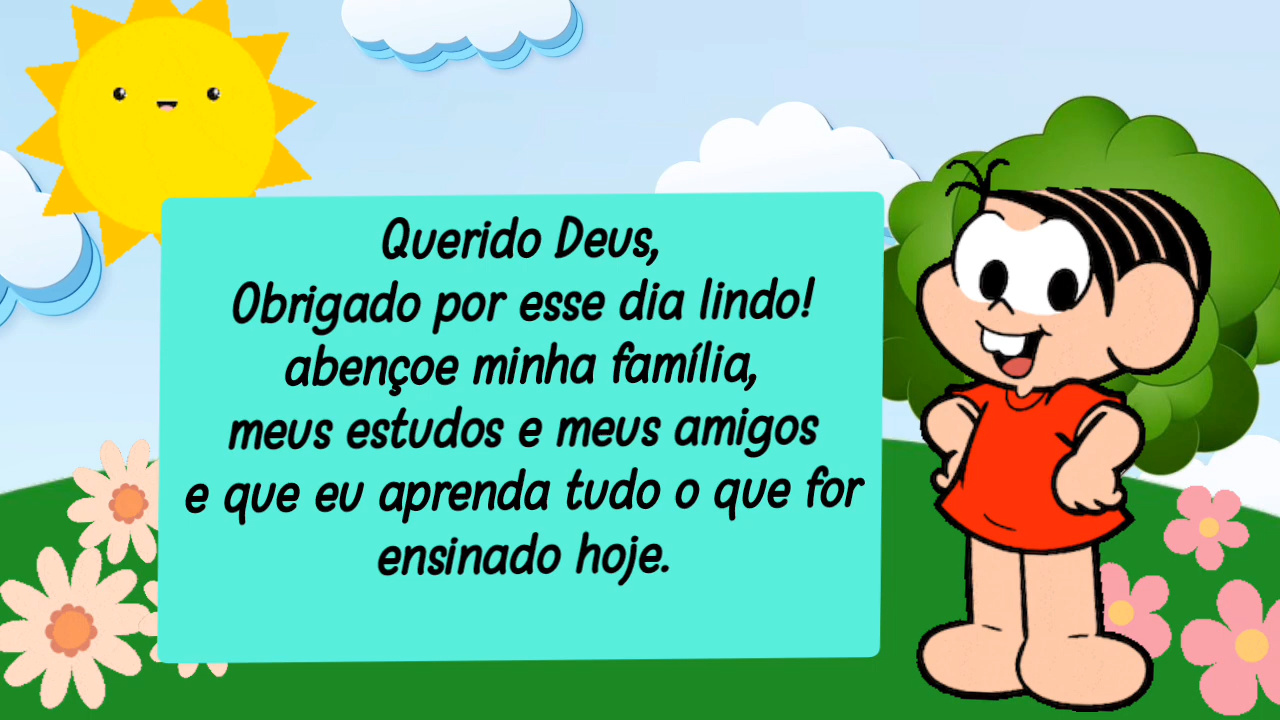 Querido Deus,
Obrigado por esse dia lindo!
abençoe minha família,
meus estudos e meus amigos
e que eu aprenda tudo o que for
ensinado hoje.